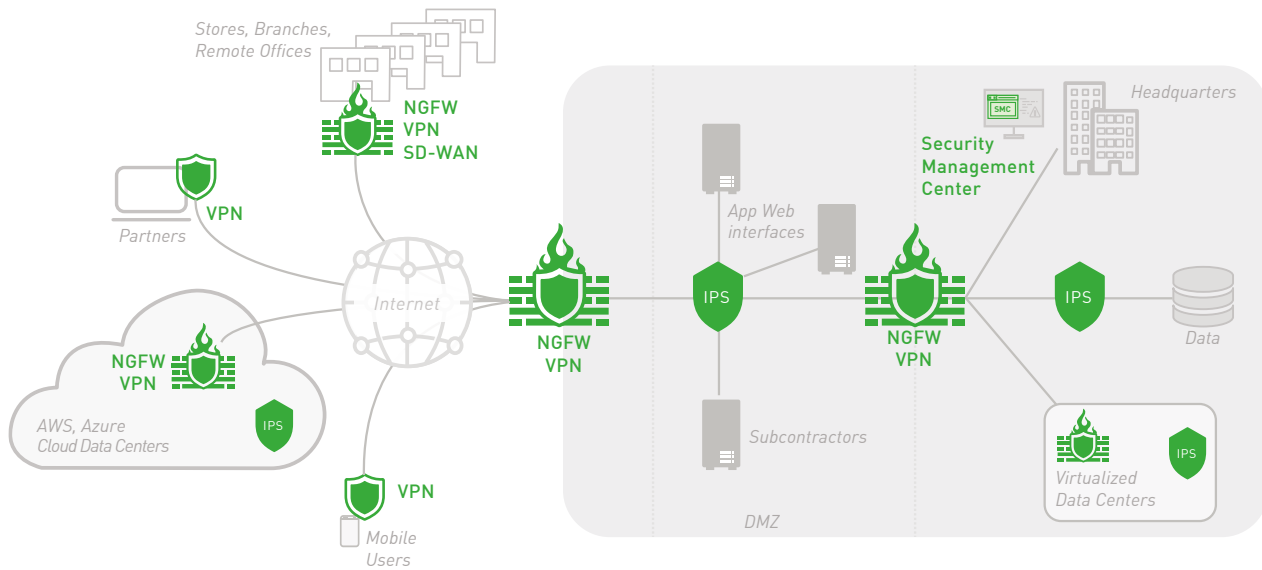 Stores, Branches,
Remote Offices
NGFW
VPN
SD-WAN
VPN
Partners
Internet
NGFW
VPN
IPS
AWS, Azure
Cloud Data Centers
VPN
Mobile
Users
NGFW
VPN
App Web
interfaces
IPS
Subcontractors
DMZ
NGFW
VPN
SMC
Security
Management
Center
Headquarters
IPS
Data
IPS
Virtualized
Data Centers